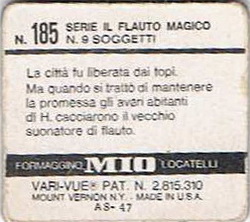 N. 185 SERIE IL FLAUTO MAGICO
N. 9 SOGGETTI
La città fu liberata dai topi.
Ma quando si trattò di mantenere
la promessa gli avari abitanti
di H. cacciarono il vecchio
suonatore di flauto.
FORMAGGINO MIO LOCATELLI
VARI-VUE® PAT. N. 2.815.310
MOUNT VERNON N.Y. - MADE IN U.S.A.
AS-47